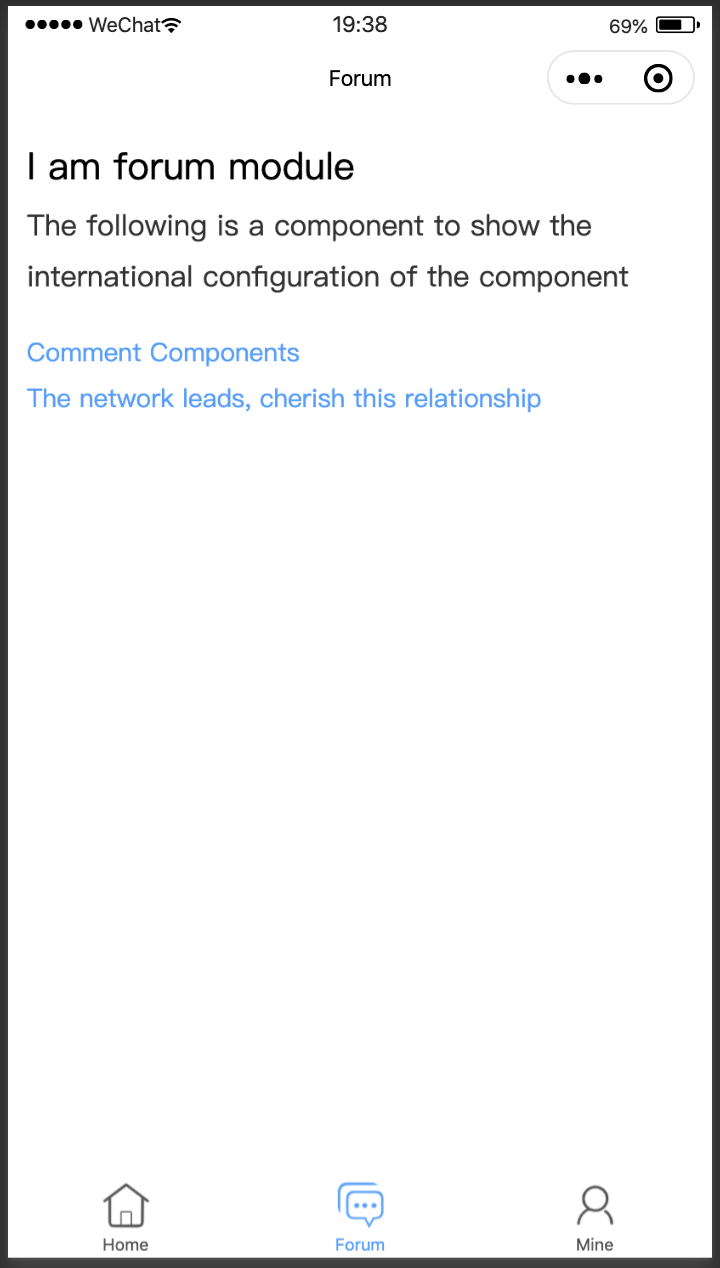 WeChat 19:38 69%
Forum
I am forum module
The following is a component to show the
international configuration of the component
Comment Components
The network leads, cherish this relationship
Home Forum Mine